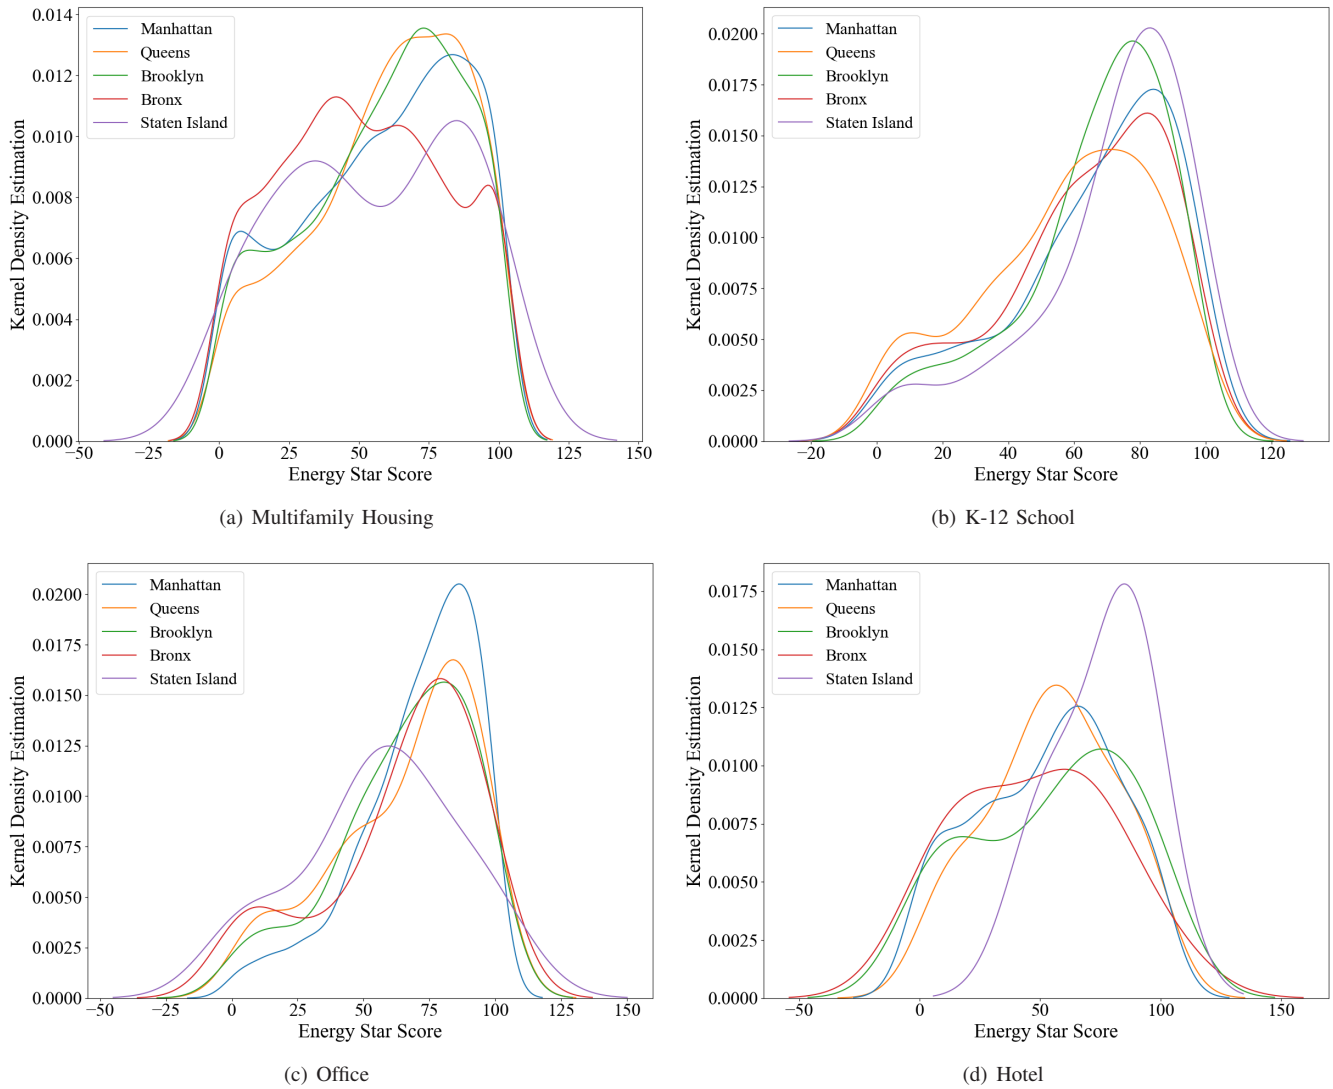 Kernel Density Estimation
0.014
0.012
0.010
0.008
0.006
0.004
0.002
0.000
Manhattan
Queens
Brooklyn
Bronx
Staten Island
−50 −25 0 25 50 75 100 125 150
Energy Star Score
(a) Multifamily Housing
Kernel Density Estimation
0.0200
0.0175
0.0150
0.0125
0.0100
0.0075
0.0050
0.0025
0.0000
Manhattan
Queens
Brooklyn
Bronx
Staten Island
−20 0 20 40 60 80 100 120
Energy Star Score
(b) K-12 School
Kernel Density Estimation
0.0200
0.0175
0.0150
0.0125
0.0100
0.0075
0.0050
0.0025
0.0000
Manhattan
Queens
Brooklyn
Bronx
Staten Island
−50 −25 0 25 50 75 100 125 150
Energy Star Score
(c) Office
Kernel Density Estimation
0.0175
0.0150
0.0125
0.0100
0.0075
0.0050
0.0025
0.0000
Manhattan
Queens
Brooklyn
Bronx
Staten Island
−50 0 50 100 150
Energy Star Score
(d) Hotel